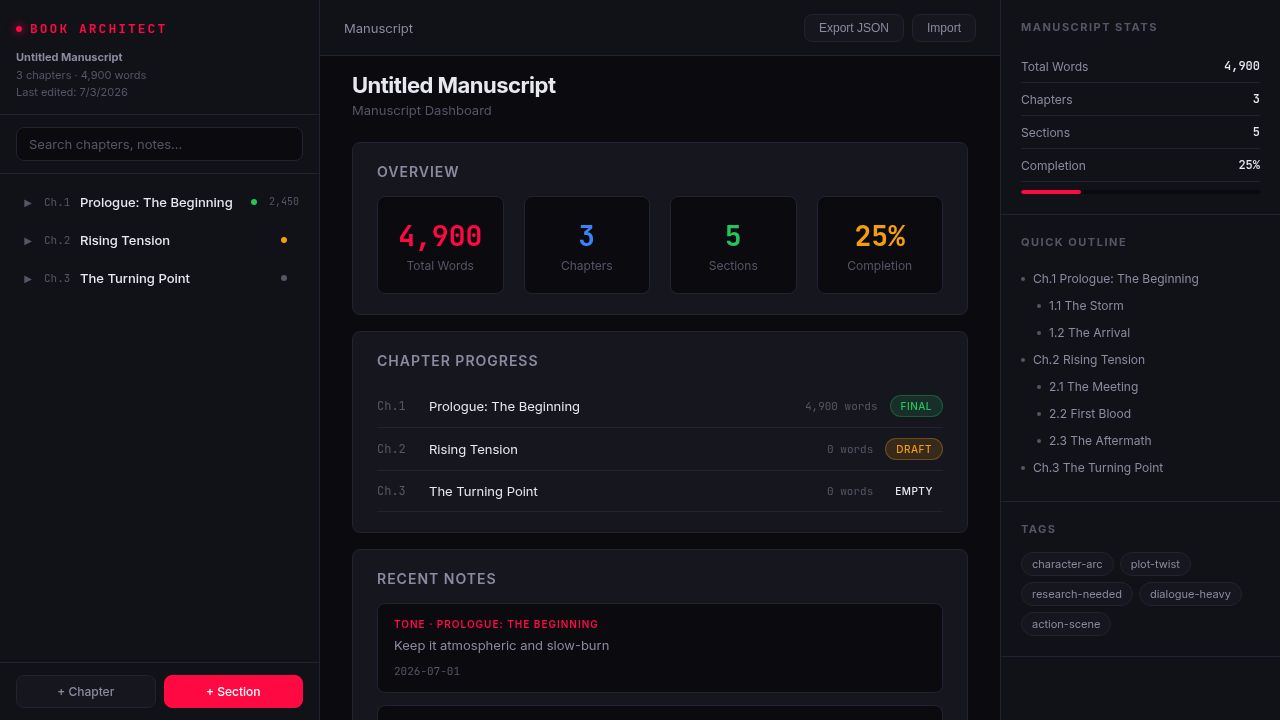 BOOK ARCHITECT
Untitled Manuscript
3 chapters · 4,900 words
Last edited: 7/3/2026
Search chapters, notes...
▶ Ch.1 Prologue: The Beginning 2,450
▶ Ch.2 Rising Tension
▶ Ch.3 The Turning Point
+ Chapter + Section
Manuscript Export JSON Import
Untitled Manuscript
Manuscript Dashboard
OVERVIEW
4,900 3 5 25%
Total Words Chapters Sections Completion
CHAPTER PROGRESS
Ch.1 Prologue: The Beginning 4,900 words FINAL
Ch.2 Rising Tension 0 words DRAFT
Ch.3 The Turning Point 0 words EMPTY
RECENT NOTES
TONE · PROLOGUE: THE BEGINNING
Keep it atmospheric and slow-burn
2026-07-01
MANUSCRIPT STATS
Total Words 4,900
Chapters 3
Sections 5
Completion 25%
QUICK OUTLINE
Ch.1 Prologue: The Beginning
1.1 The Storm
1.2 The Arrival
Ch.2 Rising Tension
2.1 The Meeting
2.2 First Blood
2.3 The Aftermath
Ch.3 The Turning Point
TAGS
character-arc plot-twist
research-needed dialogue-heavy
action-scene